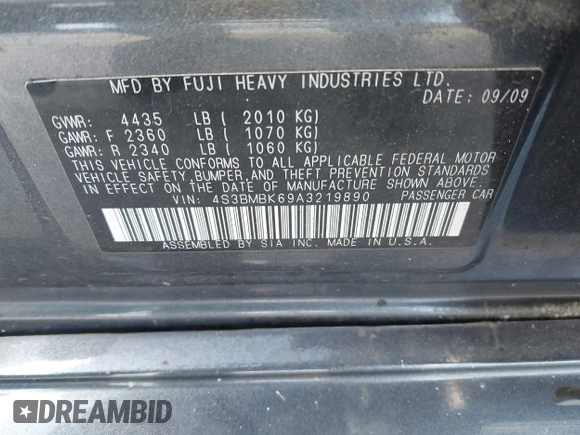 MFD BY FUJI HEAVY INDUSTRIES LTD.
DATE: 09/09
GVWR: 4435 LB ( 2010 KG)
GAWR: F 2360 LB ( 1070 KG)
GAWR: R 2340 LB ( 1060 KG)
THIS VEHICLE CONFORMS TO ALL APPLICABLE FEDERAL MOTOR
VEHICLE SAFETY, BUMPER, AND THEFT PREVENTION STANDARDS
IN EFFECT ON THE DATE OF MANUFACTURE SHOWN ABOVE.
VIN: 4S3BMBK69A3219890 PASSENGER CAR
ASSEMBLED BY SIA INC. MADE IN U.S.A.
DREAMBID